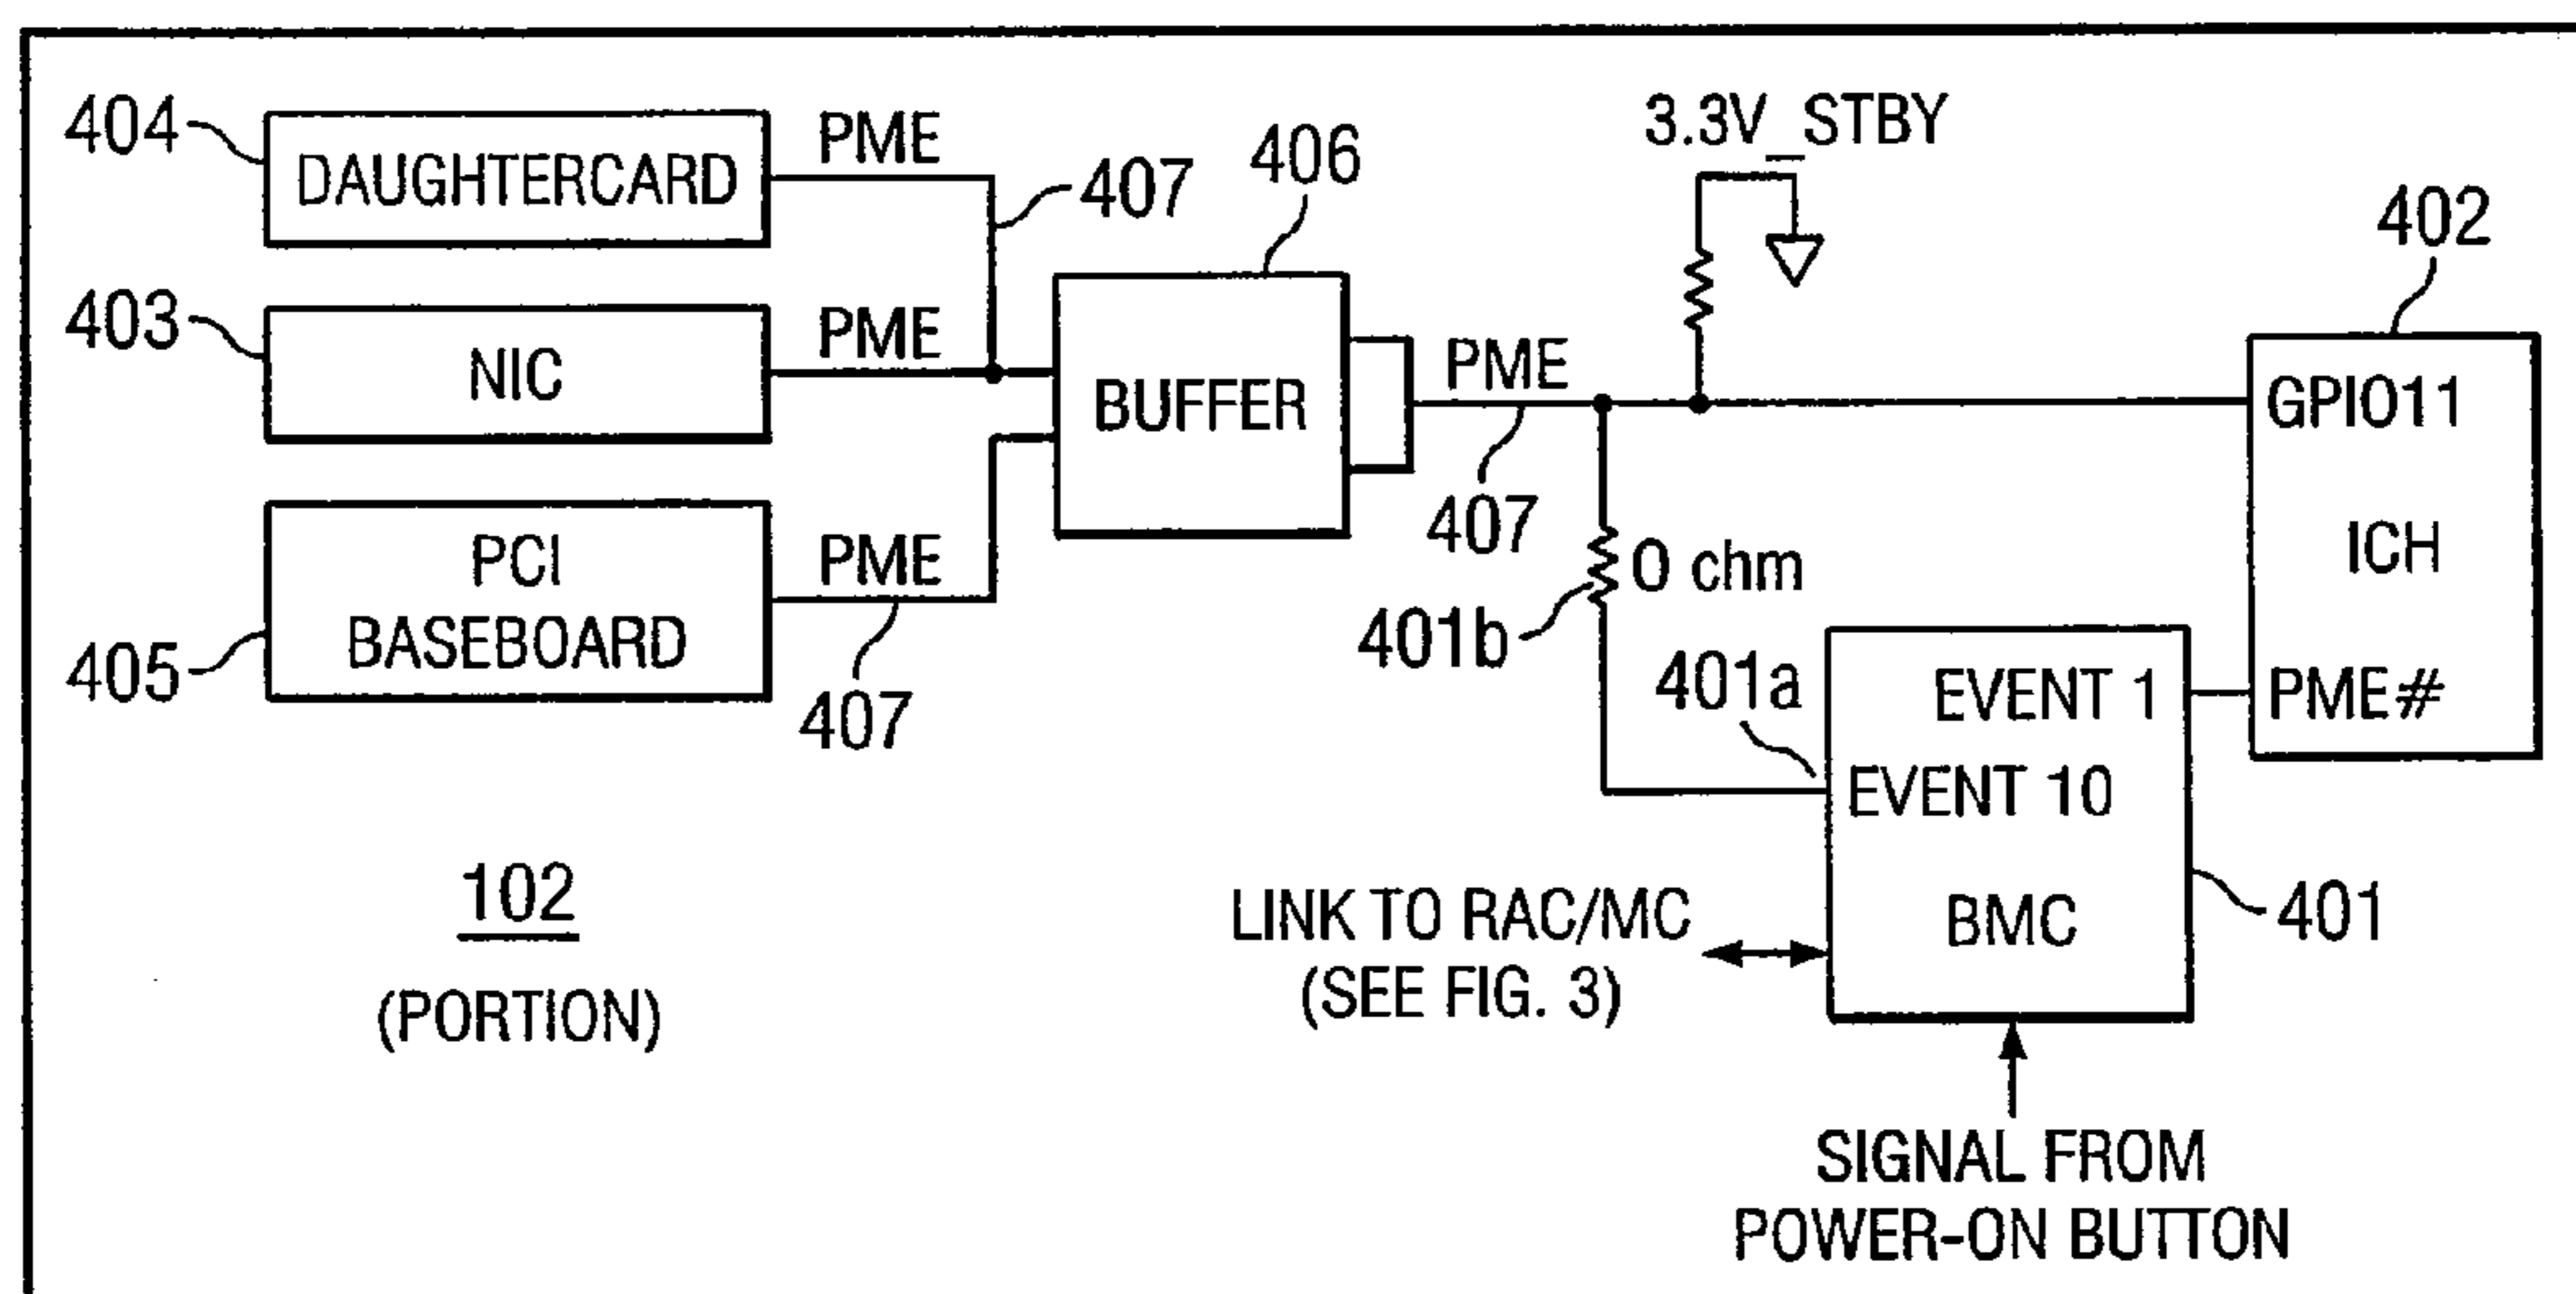 404
DAUGHTERCARD
PME
407
406
3.3V_STBY
402
403
NIC
PME
BUFFER
PME
407
GPIO11
ICH
PME#
405
PCI
BASEBOARD
PME
407
0 chm
401b
401a
EVENT 1
EVENT 10
BMC
401
102
(PORTION)
LINK TO RAC/MC
(SEE FIG. 3)
SIGNAL FROM
POWER-ON BUTTON